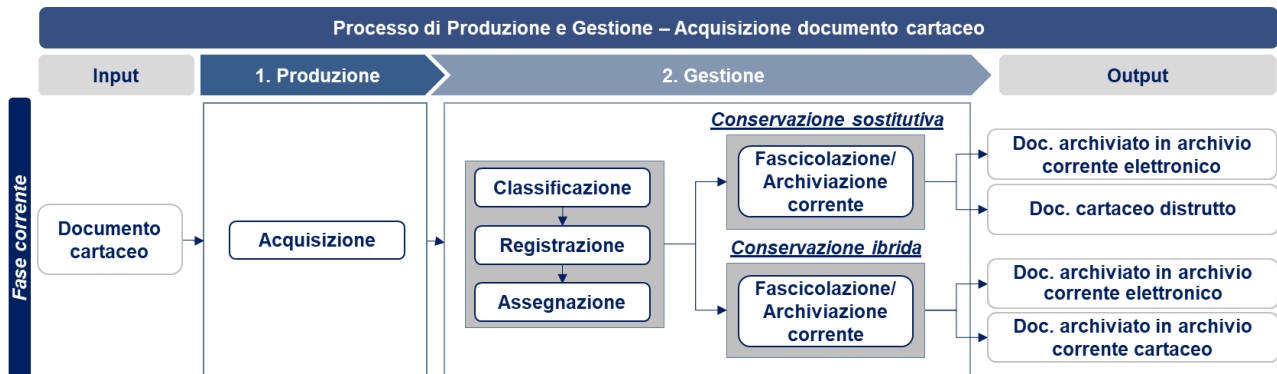 Processo di Produzione e Gestione – Acquisizione documento cartaceo
Input
1. Produzione
2. Gestione
Output
Fase corrente
Documento
cartaceo
Acquisizione
Classificazione
Registrazione
Assegnazione
Conservazione sostitutiva
Fascicolazione/
Archiviazione
corrente
Conservazione ibrida
Fascicolazione/
Archiviazione
corrente
Doc. archiviato in archivio
corrente elettronico
Doc. cartaceo distrutto
Doc. archiviato in archivio
corrente elettronico
Doc. archiviato in archivio
corrente cartaceo